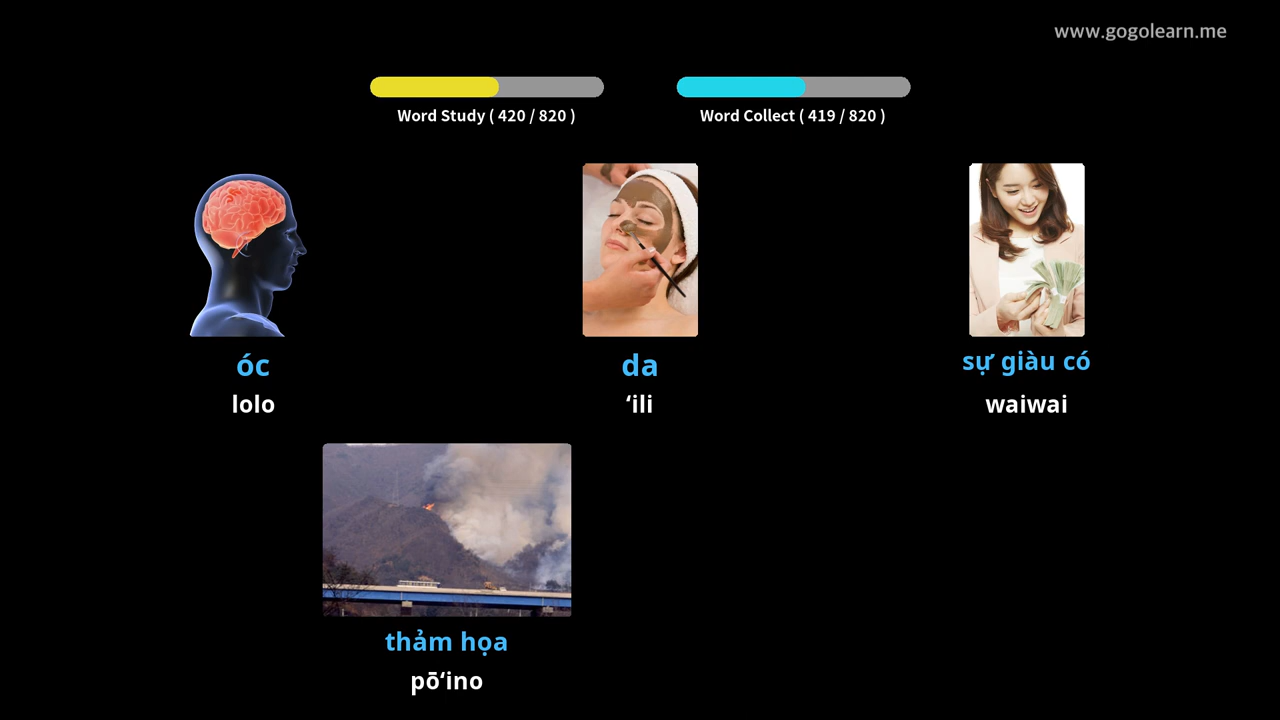 www.gogolearn.me
Word Study ( 420 / 820 )
Word Collect ( 419 / 820 )
óc
lolo
da
ʻili
sự giàu có
waiwai
thảm họa
pōʻino